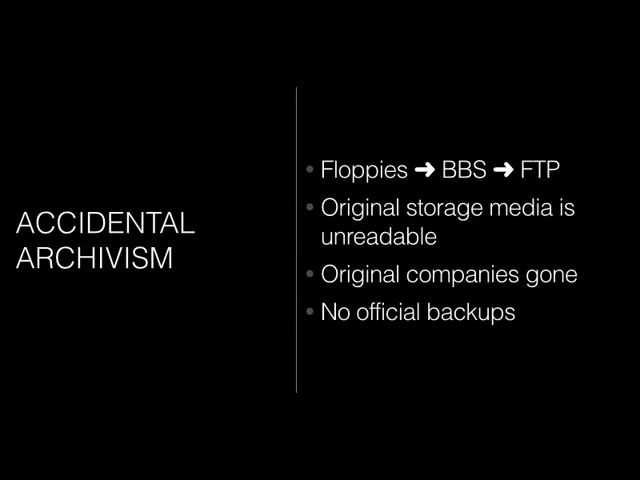 ACCIDENTAL
ARCHIVISM
• Floppies ➜ BBS ➜ FTP
• Original storage media is
unreadable
• Original companies gone
• No official backups